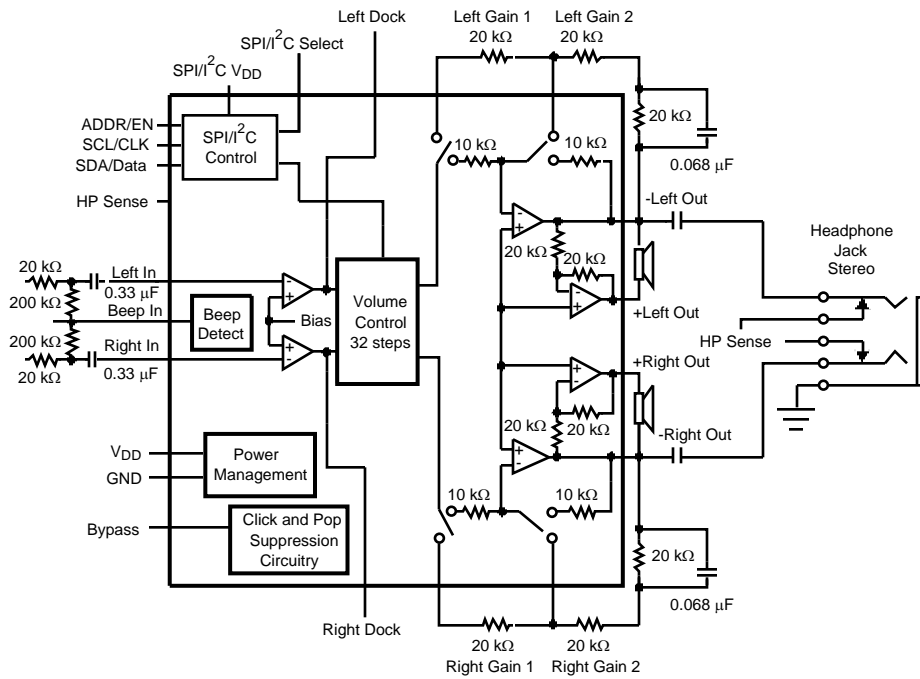 Left Dock
Left Gain 1
Left Gain 2
20 kΩ
20 kΩ
SPI/I²C Select
SPI/I²C VDD
ADDR/EN
SCL/CLK
SDA/Data
SPI/I²C
Control
20 kΩ
0.068 μF
10 kΩ
10 kΩ
HP Sense
-Left Out
-
+
20 kΩ
20 kΩ
Headphone
Jack
Stereo
20 kΩ
Left In
0.33 μF
-
+
200 kΩ
Beep In
Beep
Detect
Bias
Volume
Control
32 steps
-
+
+Left Out
200 kΩ
Right In
20 kΩ
0.33 μF
+
-
HP Sense
+Right Out
+
-
20 kΩ
20 kΩ
-Right Out
+
-
VDD
GND
Power
Management
10 kΩ
10 kΩ
Bypass
Click and Pop
Suppression
Circuitry
20 kΩ
0.068 μF
Right Dock
20 kΩ
20 kΩ
Right Gain 1
Right Gain 2